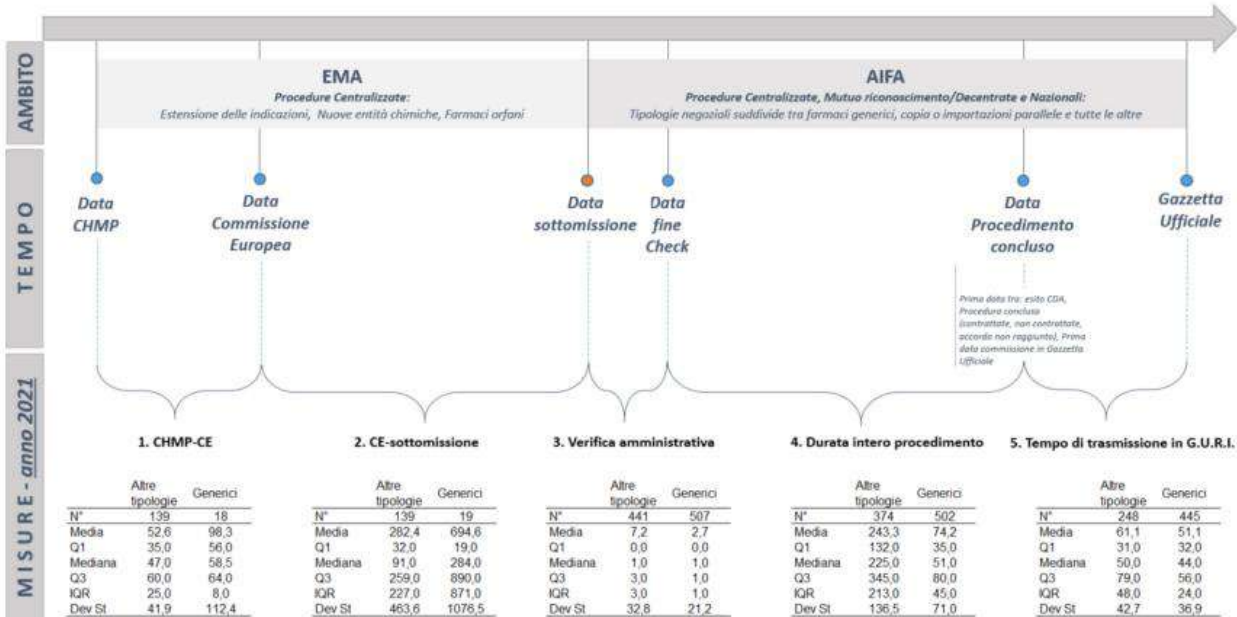 AMBITO
EMA
Procedure Centralizzate:
Estensione delle indicazioni, Nuove entità chimiche, Farmaci orfani
AIFA
Procedure Centralizzate, Mutuo riconoscimento/Decentrate e Nazionali:
Tipologie negoziali suddivide tra farmaci generici, copia o importazioni parallele e tutte le altre
TEMPO
Data
CHMP
Data
Commissione
Europea
Data
sottomissione
Data
fine
Check
Data
Procedimento
concluso
Gazzetta
Ufficiale
Prima data tra: esito CDA,
Procedura conclusa
(contrattate, non contrattate,
accordo non raggiunto), Prima
data commissione in Gazzetta
Ufficiale
MISURE - anno 2021
1. CHMP-CE
Altre tipologie Generici
N° 139 18
Media 52,6 98,3
Q1 35,0 56,0
Mediana 47,0 58,5
Q3 60,0 64,0
IQR 25,0 8,0
Dev St 41,9 112,4
2. CE-sottomissione
Altre tipologie Generici
N° 139 19
Media 282,4 694,6
Q1 32,0 19,0
Mediana 91,0 284,0
Q3 259,0 890,0
IQR 227,0 871,0
Dev St 463,6 1076,5
3. Verifica amministrativa
Altre tipologie Generici
N° 441 507
Media 7,2 2,7
Q1 0,0 0,0
Mediana 1,0 1,0
Q3 3,0 1,0
IQR 3,0 1,0
Dev St 32,8 21,2
4. Durata intero procedimento
Altre tipologie Generici
N° 374 502
Media 243,3 74,2
Q1 132,0 35,0
Mediana 225,0 51,0
Q3 345,0 80,0
IQR 213,0 45,0
Dev St 136,5 71,0
5. Tempo di trasmissione in G.U.R.I.
Altre tipologie Generici
N° 248 445
Media 61,1 51,1
Q1 31,0 32,0
Mediana 50,0 44,0
Q3 79,0 56,0
IQR 48,0 24,0
Dev St 42,7 36,9